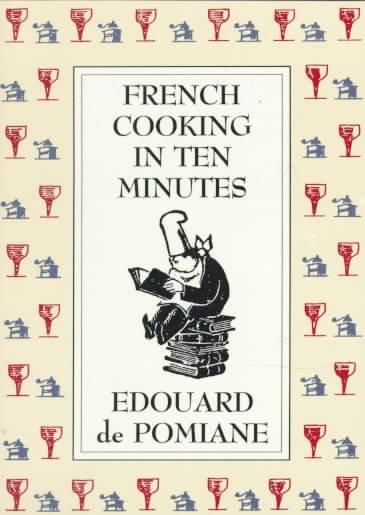 FRENCH
COOKING
IN TEN
MINUTES
EDOUARD
de POMIANE